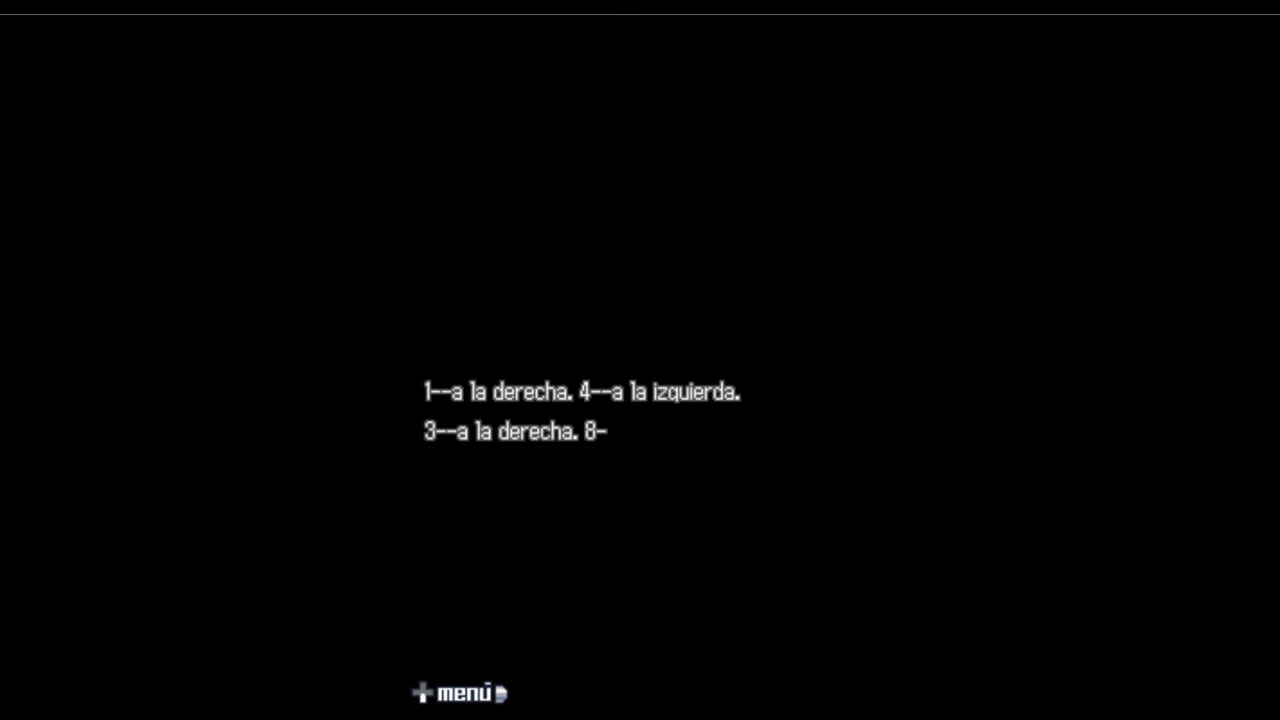 1--a la derecha. 4--a la izquierda.
3--a la derecha. 8-
menú